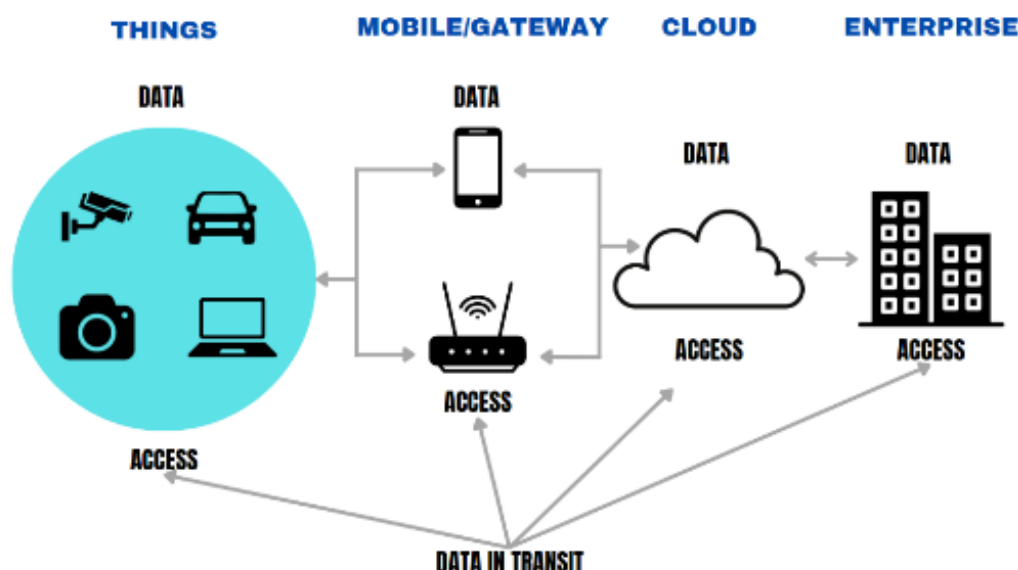 THINGS
MOBILE/GATEWAY
CLOUD
ENTERPRISE
DATA
DATA
DATA
DATA
ACCESS
ACCESS
ACCESS
ACCESS
DATA IN TRANSIT